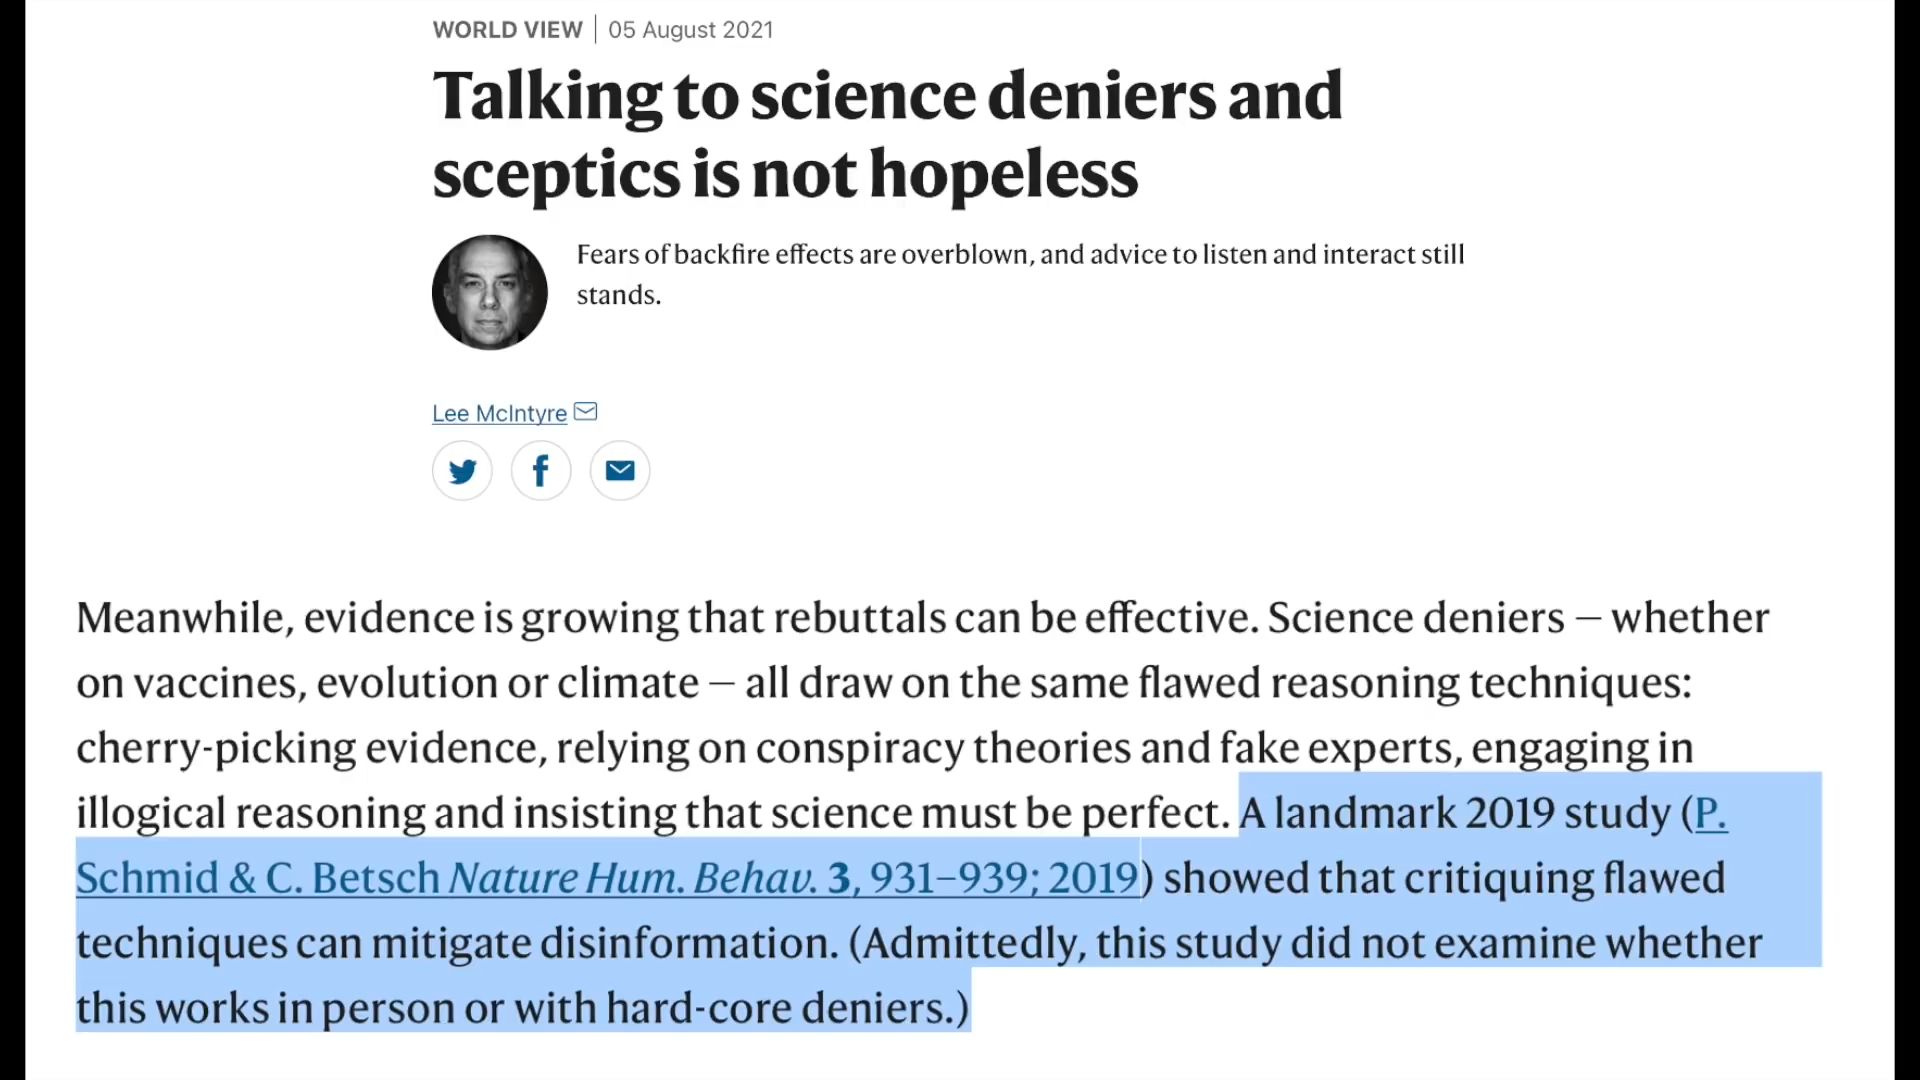 WORLD VIEW | 05 August 2021
Talking to science deniers and
sceptics is not hopeless
Fears of backfire effects are overblown, and advice to listen and interact still
stands.
Lee McIntyre
Meanwhile, evidence is growing that rebuttals can be effective. Science deniers — whether
on vaccines, evolution or climate — all draw on the same flawed reasoning techniques:
cherry-picking evidence, relying on conspiracy theories and fake experts, engaging in
illogical reasoning and insisting that science must be perfect. A landmark 2019 study (P.
Schmid & C. Betsch Nature Hum. Behav. 3, 931–939; 2019) showed that critiquing flawed
techniques can mitigate disinformation. (Admittedly, this study did not examine whether
this works in person or with hard-core deniers.)